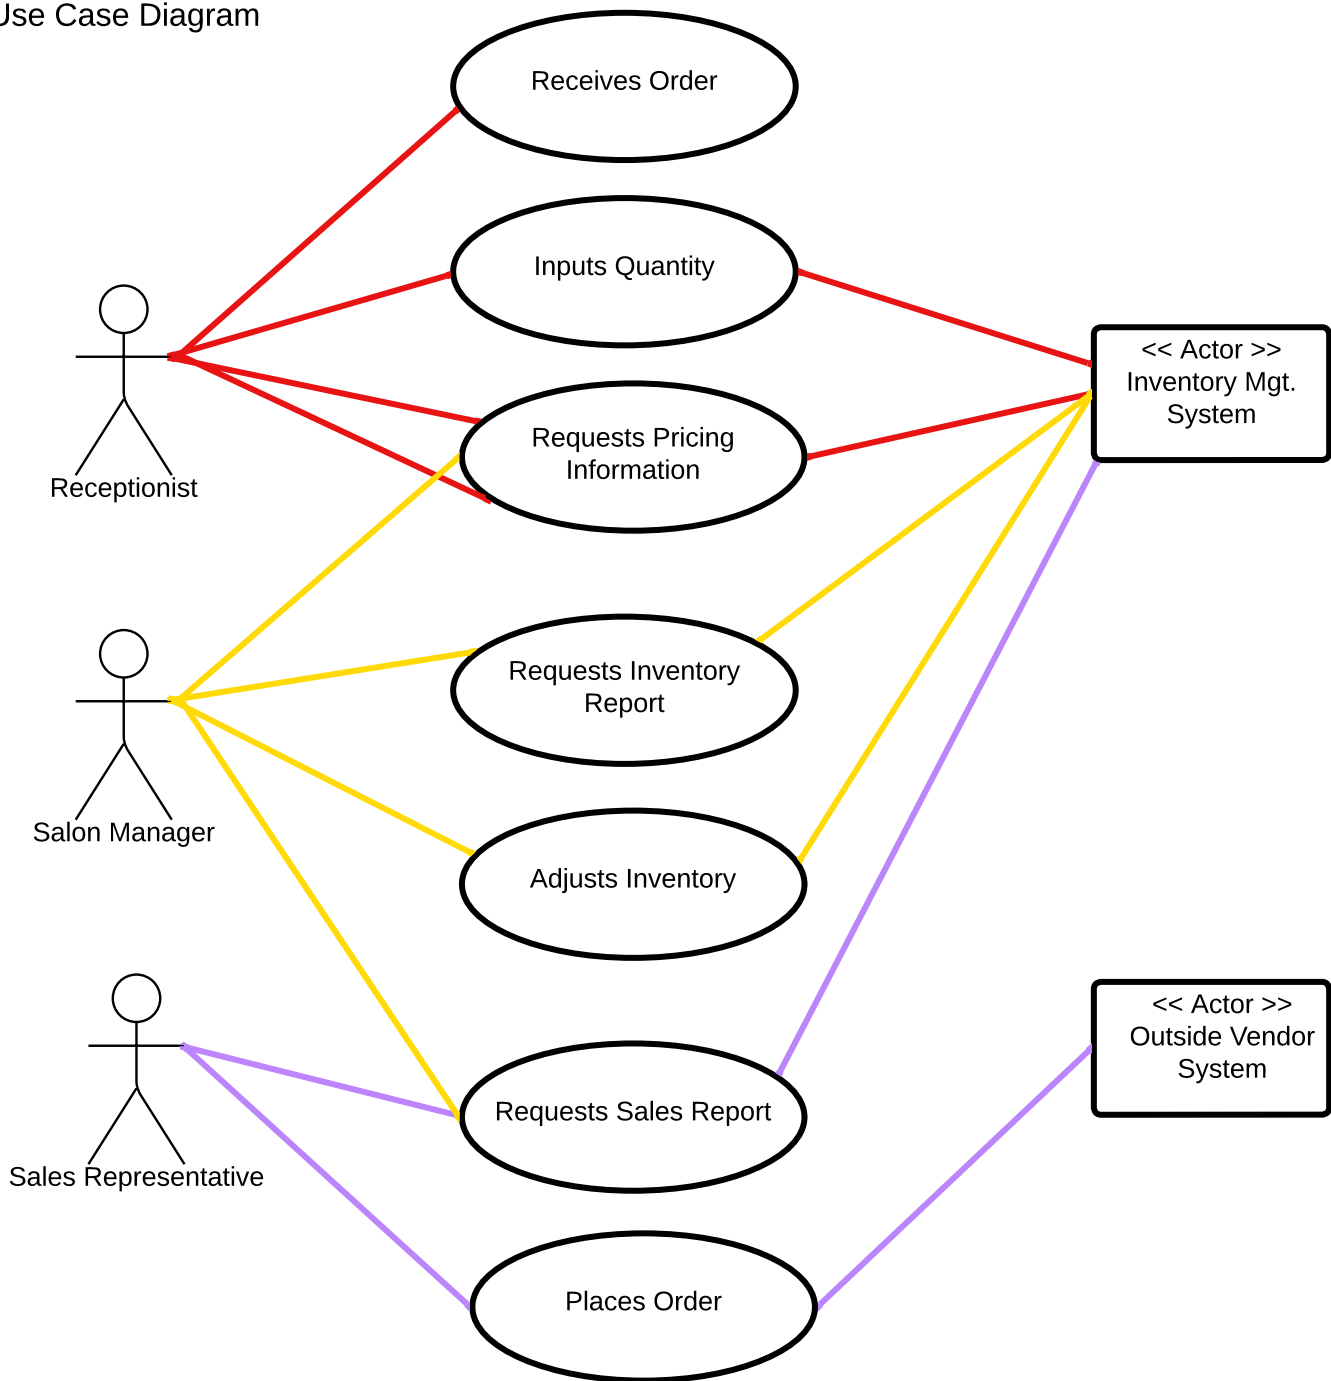 Use Case Diagram
Receives Order
Inputs Quantity
<< Actor >>
Inventory Mgt.
System
Requests Pricing
Information
Receptionist
Requests Inventory
Report
Salon Manager
Adjusts Inventory
<< Actor >>
Outside Vendor
System
Requests Sales Report
Sales Representative
Places Order